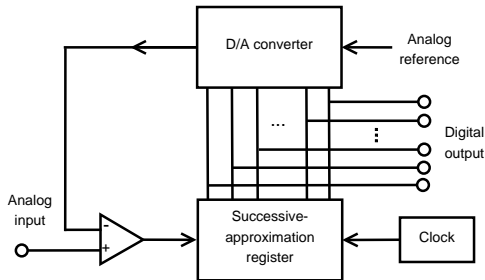 D/A converter
Analog
reference
...
...
Digital
output
Analog
input
-
+
Successive-
approximation
register
Clock